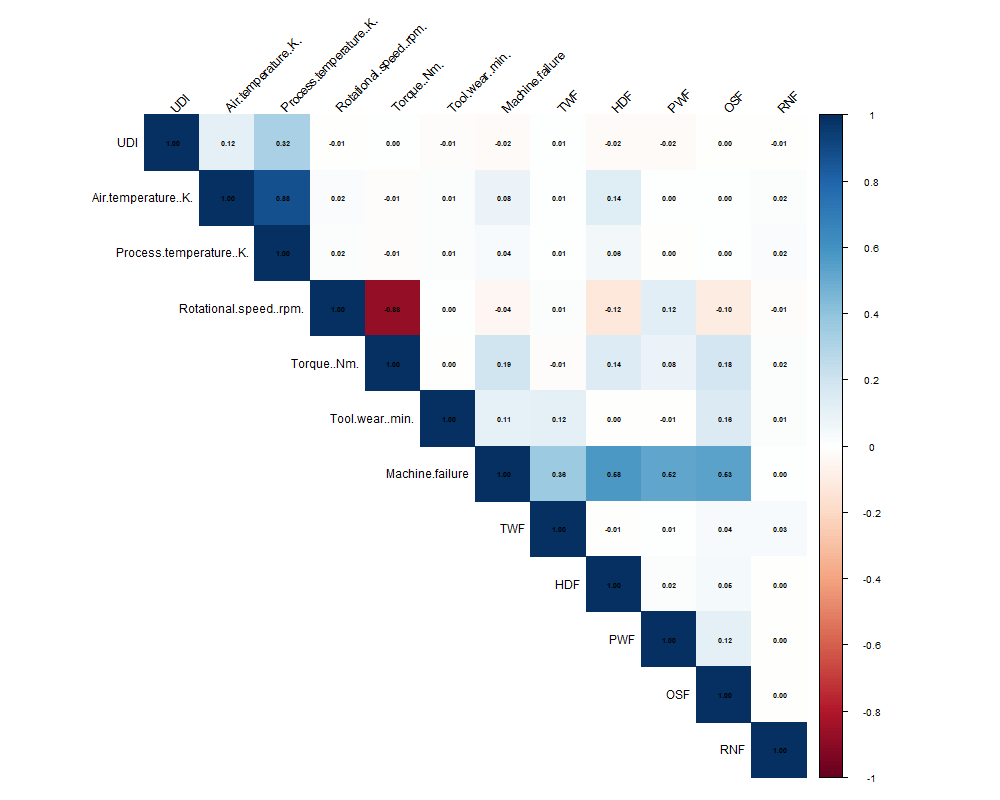 UDI
Air.temperature..K.
Process.temperature..K.
Rotational.speed..rpm.
Torque..Nm.
Tool.wear..min.
Machine.failure
TWF
HDF
PWF
OSF
RNF
UDI 1.00 0.12 0.32 -0.01 0.00 -0.01 -0.02 0.01 -0.02 -0.02 0.00 -0.01
Air.temperature..K. 1.00 0.88 0.02 -0.01 0.01 0.08 0.01 0.14 0.00 0.00 0.02
Process.temperature..K. 1.00 0.02 -0.01 0.01 0.04 0.01 0.06 0.00 0.00 0.02
Rotational.speed..rpm. 1.00 -0.88 0.00 -0.04 0.01 -0.12 0.12 -0.10 -0.01
Torque..Nm. 1.00 0.00 0.19 -0.01 0.14 0.08 0.18 0.02
Tool.wear..min. 1.00 0.11 0.12 0.00 -0.01 0.16 0.01
Machine.failure 1.00 0.36 0.58 0.52 0.53 0.00
TWF 1.00 -0.01 0.01 0.04 0.03
HDF 1.00 0.02 0.05 0.00
PWF 1.00 0.12 0.00
OSF 1.00 0.00
RNF 1.00
1
0.8
0.6
0.4
0.2
0
-0.2
-0.4
-0.6
-0.8
-1